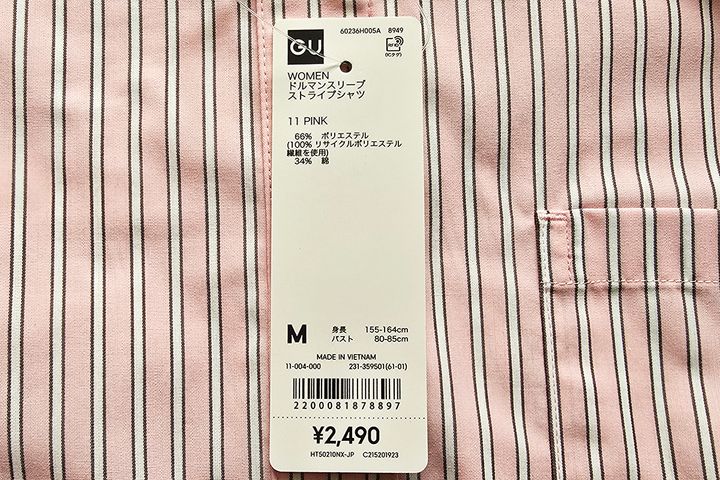 60236H005A 8949
GU
RFID
(ICタグ)
WOMEN
ドルマンスリーブ
ストライプシャツ
11 PINK
66% ポリエステル
(100% リサイクルポリエステル
繊維を使用)
34% 綿
M 身長 155-164cm
バスト 80-85cm
MADE IN VIETNAM
11-004-000 231-359501(61-01)
2200081878897
¥2,490
HT50210NX-JP C215201923